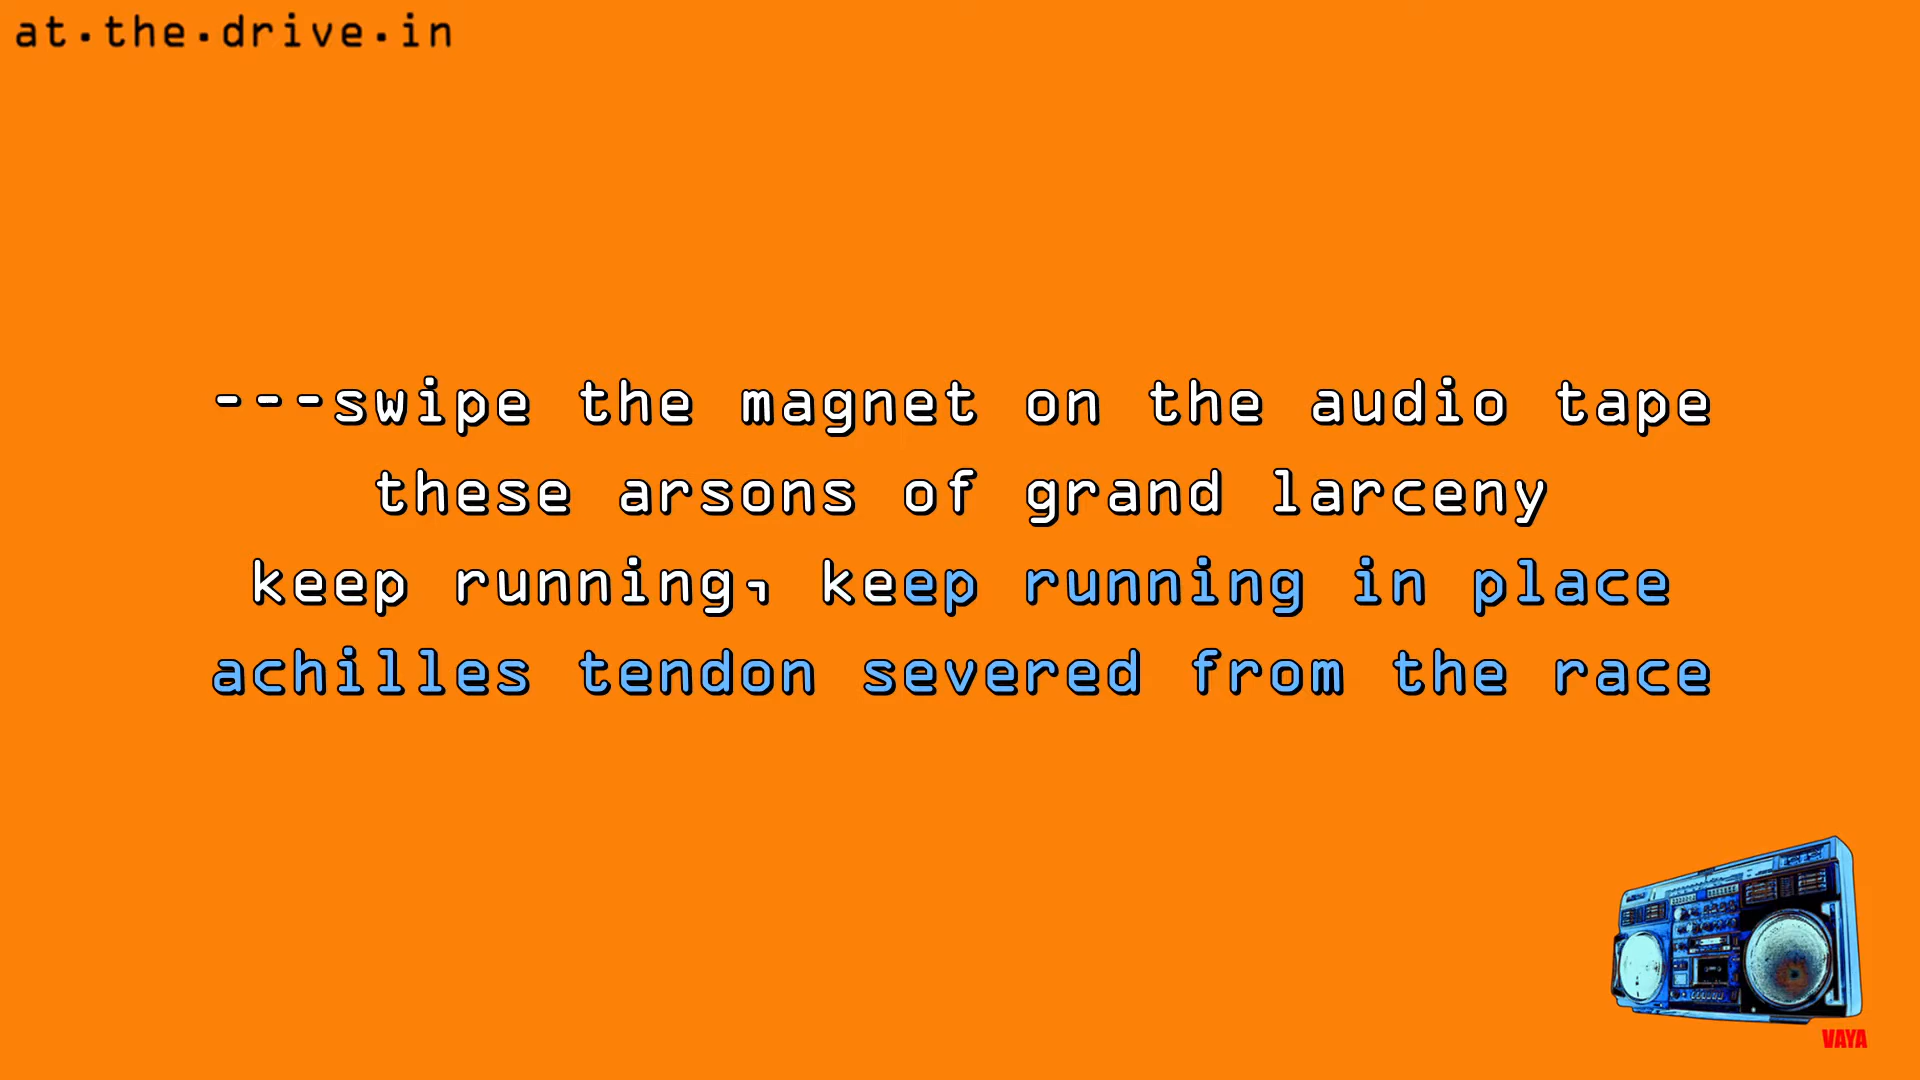 at.the.drive.in
---swipe the magnet on the audio tape
these arsons of grand larceny
keep running, keep running in place
achilles tendon severed from the race
VAYA